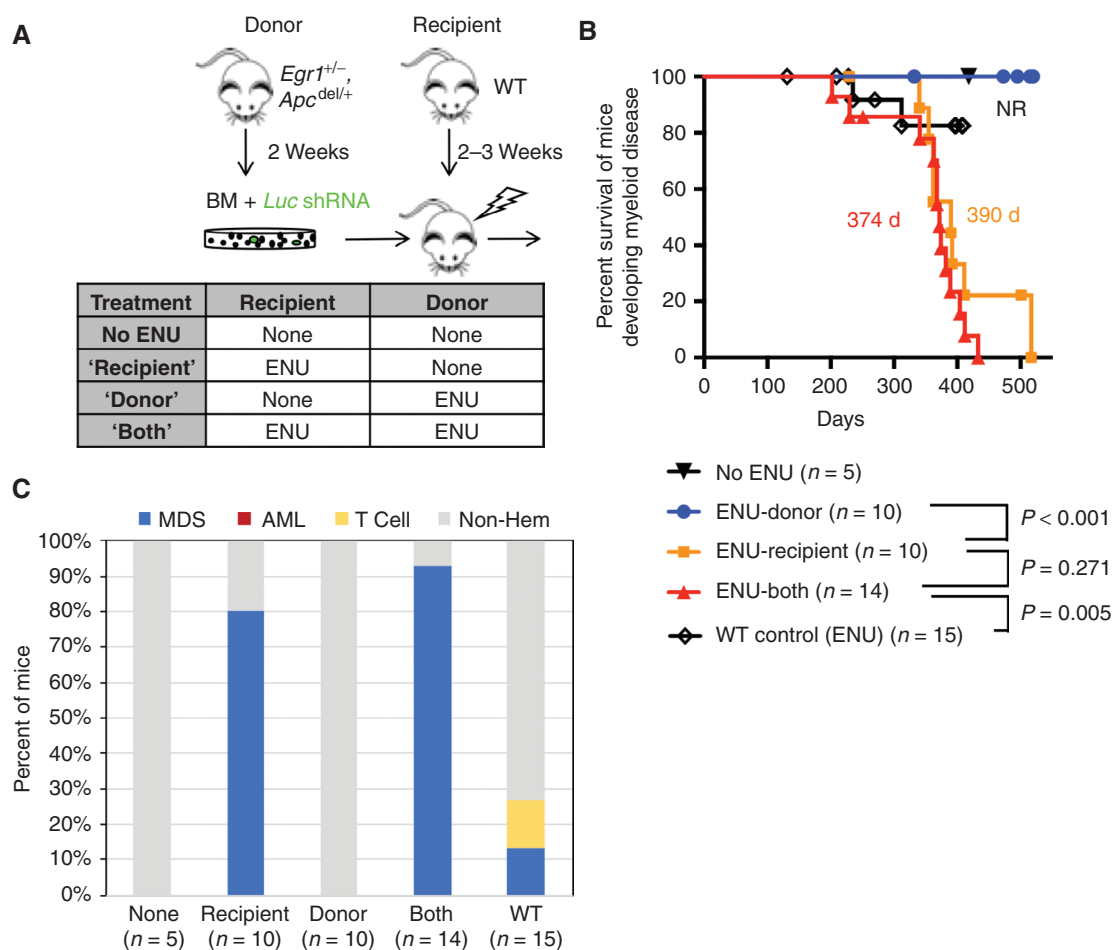 A
Donor
Recipient
Egr1+/−,
Apcdel/+
WT
2 Weeks
2–3 Weeks
BM + Luc shRNA
Treatment Recipient Donor
No ENU None None
'Recipient' ENU None
'Donor' None ENU
'Both' ENU ENU
B
Percent survival of mice
developing myeloid disease
100
80
60
40
20
0
0 100 200 300 400 500
Days
NR
374 d
390 d
No ENU (n = 5)
ENU-donor (n = 10)
ENU-recipient (n = 10)
ENU-both (n = 14)
WT control (ENU) (n = 15)
P < 0.001
P = 0.271
P = 0.005
C
MDS AML T Cell Non-Hem
Percent of mice
100%
90%
80%
70%
60%
50%
40%
30%
20%
10%
0%
None Recipient Donor Both WT
(n = 5) (n = 10) (n = 10) (n = 14) (n = 15)